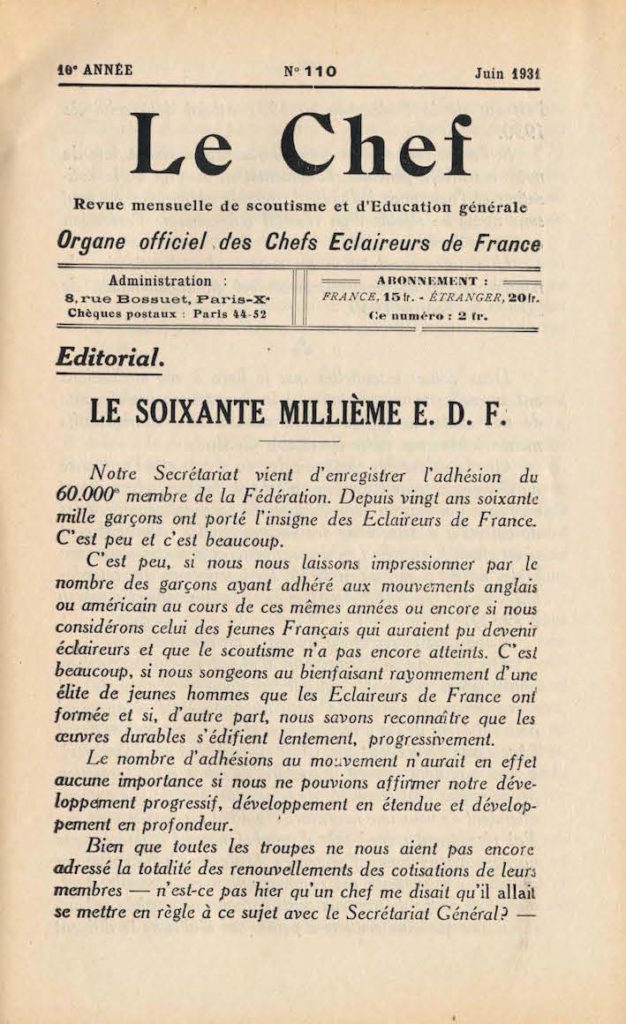 10e ANNÉE N° 110 Juin 1931
Le Chef
Revue mensuelle de scoutisme et d'Education générale
Organe officiel des Chefs Eclaireurs de France
Administration :
8, rue Bossuet, Paris-Xe
Chèques postaux : Paris 44-52
ABONNEMENT :
FRANCE, 15 fr. - ÉTRANGER, 20 fr.
Ce numéro : 2 fr.
Editorial.
LE SOIXANTE MILLIÈME E. D. F.
Notre Secrétariat vient d'enregistrer l'adhésion du
60.000e membre de la Fédération. Depuis vingt ans soixante
mille garçons ont porté l'insigne des Eclaireurs de France.
C'est peu et c'est beaucoup.
C'est peu, si nous nous laissons impressionner par le
nombre des garçons ayant adhéré aux mouvements anglais
ou américain au cours de ces mêmes années ou encore si nous
considérons celui des jeunes Français qui auraient pu devenir
éclaireurs et que le scoutisme n'a pas encore atteints. C'est
beaucoup, si nous songeons au bienfaisant rayonnement d'une
élite de jeunes hommes que les Eclaireurs de France ont
formée et si, d'autre part, nous savons reconnaître que les
œuvres durables s'édifient lentement, progressivement.
Le nombre d'adhésions au mouvement n'aurait en effet
aucune importance si nous ne pouvions affirmer notre déve-
loppement progressif, développement en étendue et dévelop-
pement en profondeur.
Bien que toutes les troupes ne nous aient pas encore
adressé la totalité des renouvellements des cotisations de leurs
membres — n'est-ce pas hier qu'un chef me disait qu'il allait
se mettre en règle à ce sujet avec le Secrétariat Général? —